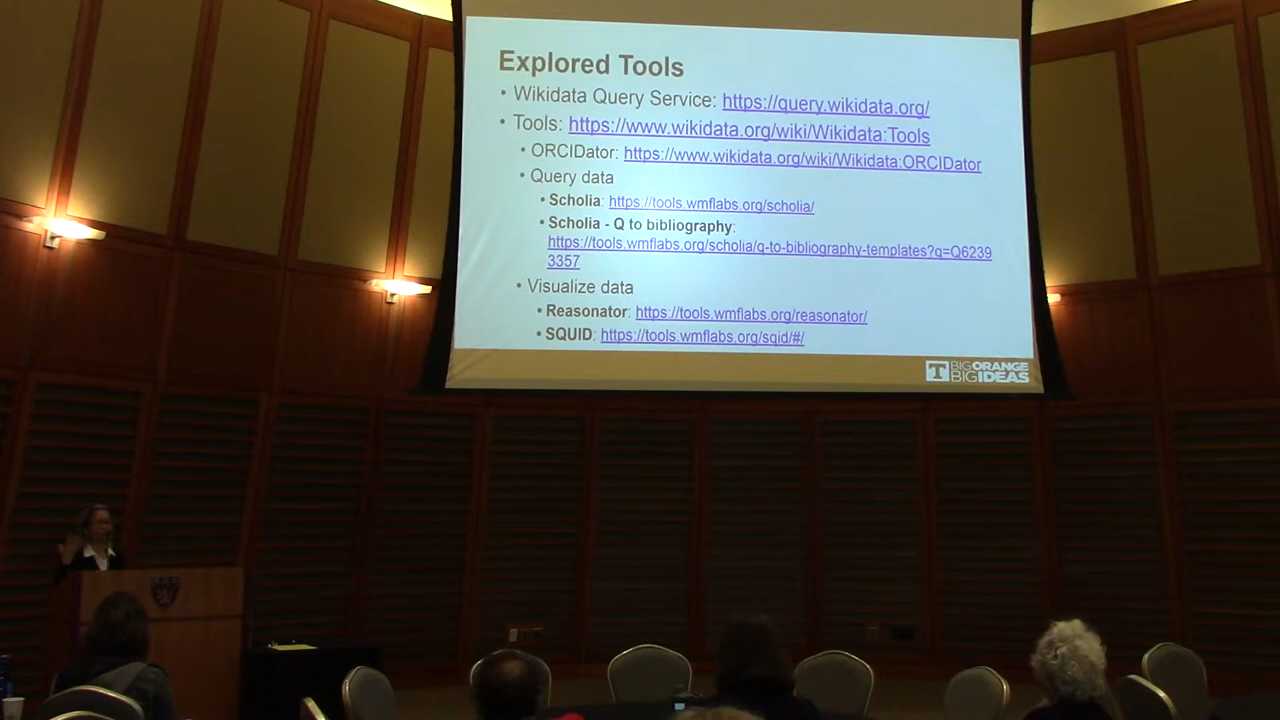 Explored Tools
• Wikidata Query Service: https://query.wikidata.org/
• Tools: https://www.wikidata.org/wiki/Wikidata:Tools
• ORCIDator: https://www.wikidata.org/wiki/Wikidata:ORCIDator
• Query data
• Scholia: https://tools.wmflabs.org/scholia/
• Scholia - Q to bibliography:
https://tools.wmflabs.org/scholia/q-to-bibliography-templates?q=Q6239
3357
• Visualize data
• Reasonator: https://tools.wmflabs.org/reasonator/
• SQUID: https://tools.wmflabs.org/sqid/#/
T BIG ORANGE
BIG IDEAS